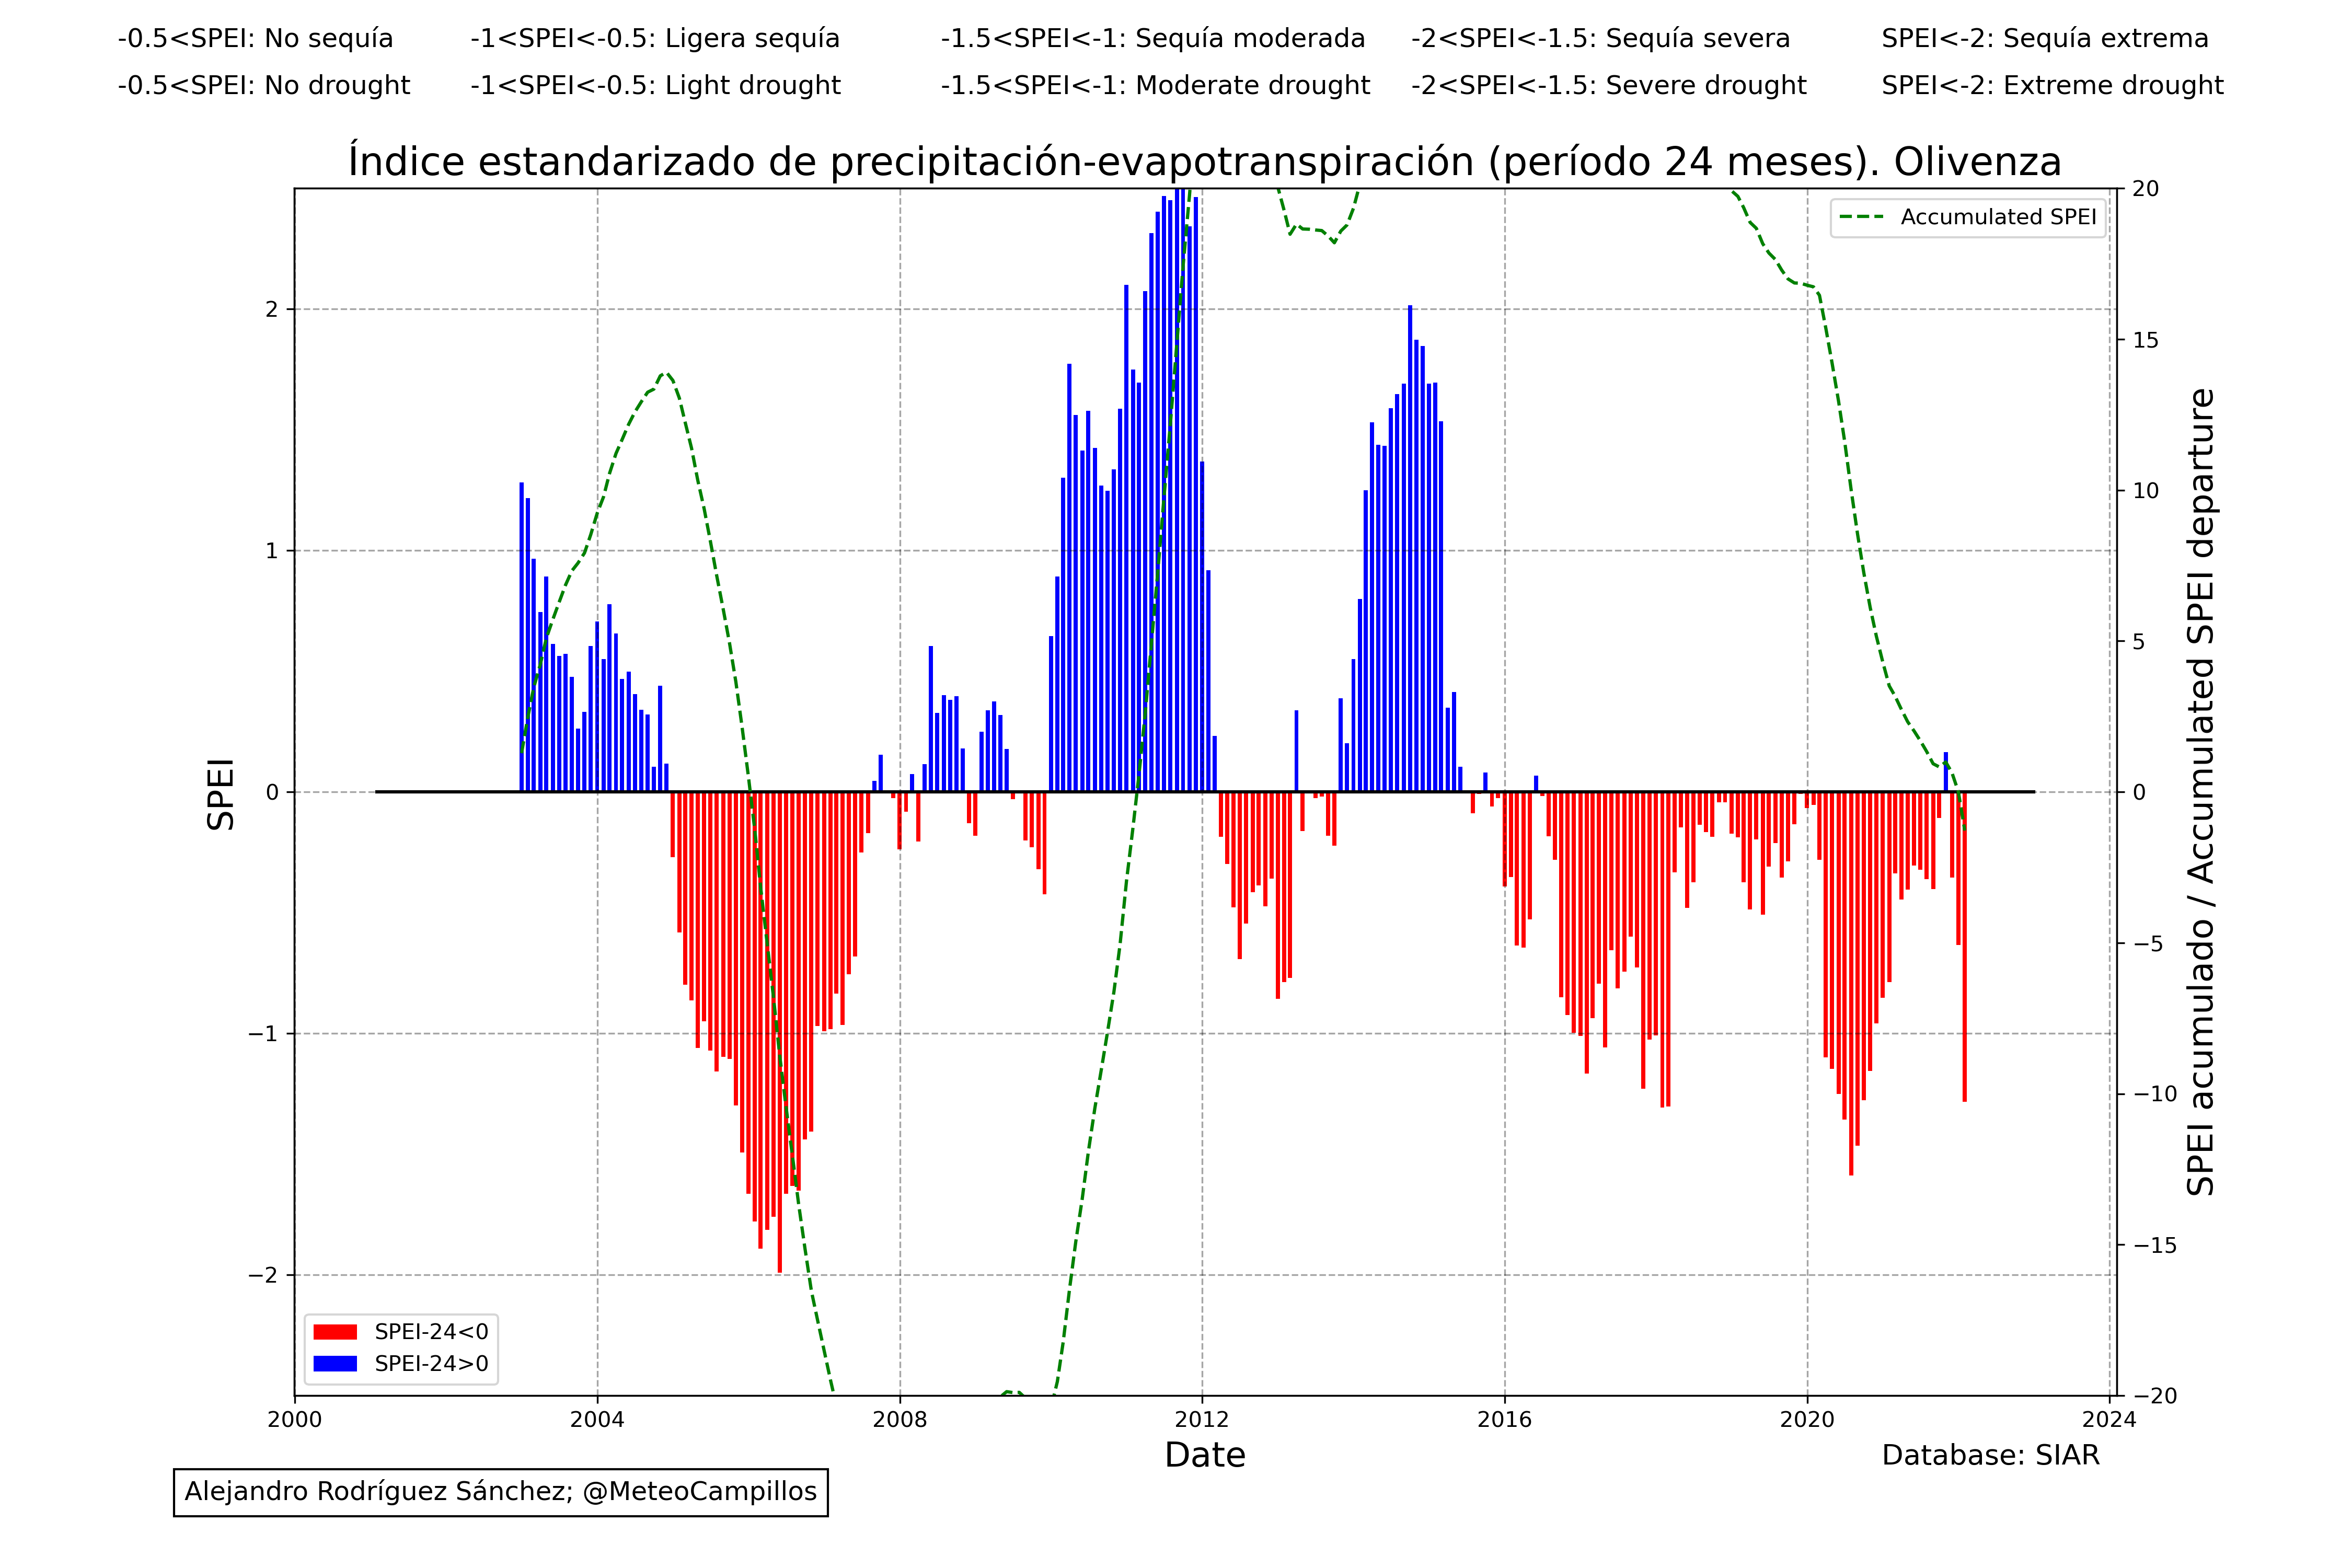 -0.5<SPEI: No sequía -1<SPEI<-0.5: Ligera sequía -1.5<SPEI<-1: Sequía moderada -2<SPEI<-1.5: Sequía severa SPEI<-2: Sequía extrema
-0.5<SPEI: No drought -1<SPEI<-0.5: Light drought -1.5<SPEI<-1: Moderate drought -2<SPEI<-1.5: Severe drought SPEI<-2: Extreme drought
Índice estandarizado de precipitación-evapotranspiración (período 24 meses). Olivenza
SPEI
2
1
0
−1
−2
Accumulated SPEI
20
15
10
5
0
−5
−10
−15
−20
SPEI acumulado / Accumulated SPEI departure
SPEI-24<0
SPEI-24>0
2000 2004 2008 2012 2016 2020 2024
Date
Database: SIAR
Alejandro Rodríguez Sánchez; @MeteoCampillos